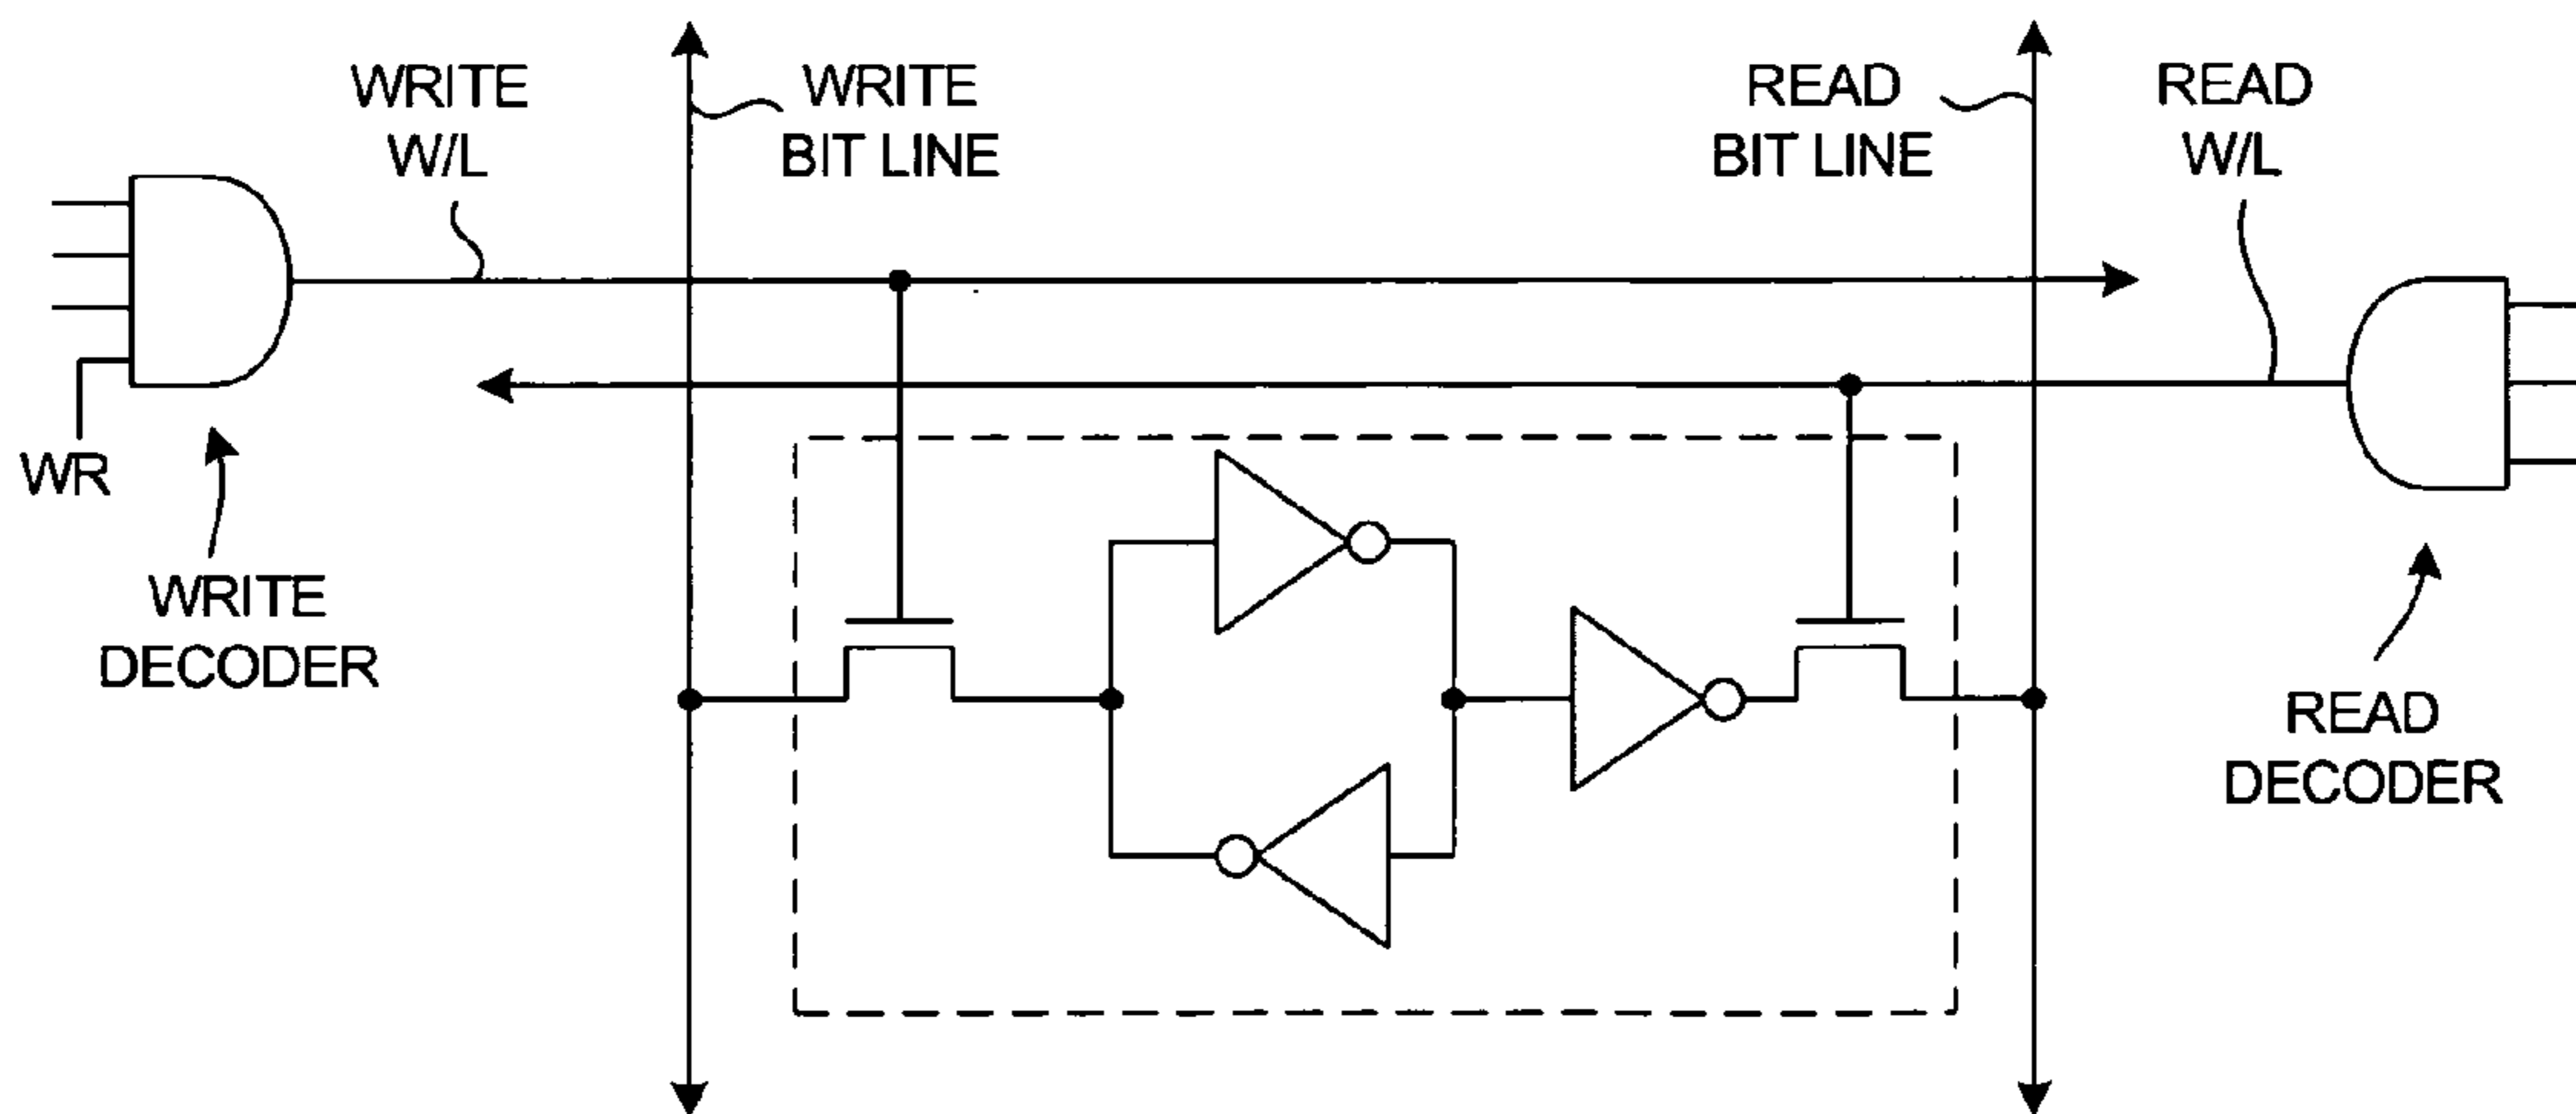 WRITE
W/L
WRITE
BIT LINE
READ
BIT LINE
READ
W/L
WR
WRITE
DECODER
READ
DECODER